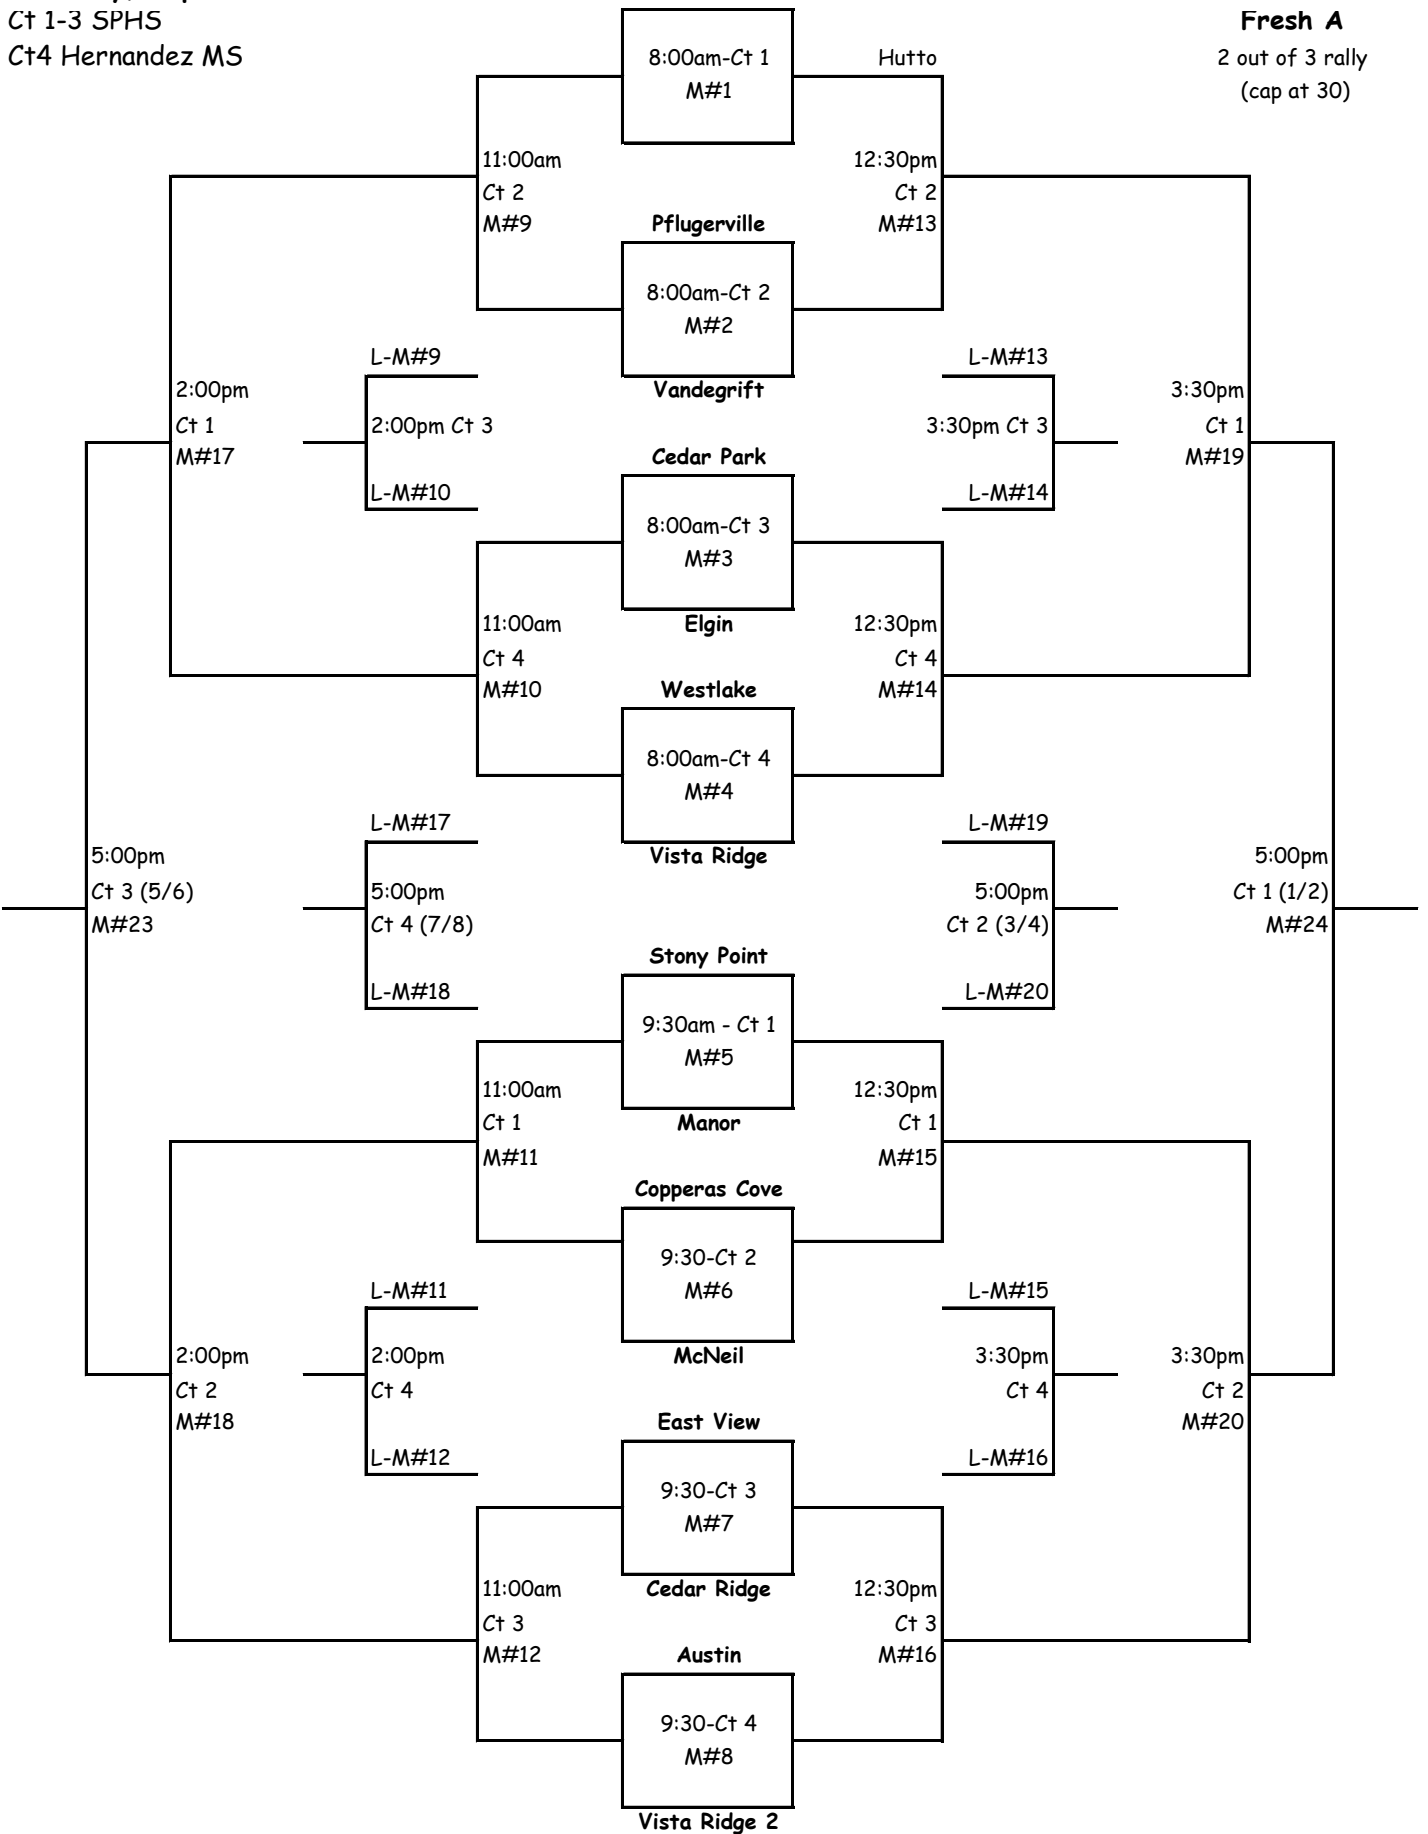 Ct 1-3 SPHS
Fresh A
Ct4 Hernandez MS
8:00am-Ct 1
Hutto
2 out of 3 rally
M#1
(cap at 30)
11:00am
12:30pm
Ct 2
Ct 2
M#9
Pflugerville
M#13
8:00am-Ct 2
M#2
L-M#9
L-M#13
2:00pm
Vandegrift
3:30pm
Ct 1
2:00pm Ct 3
3:30pm Ct 3
Ct 1
M#17
Cedar Park
M#19
L-M#10
L-M#14
8:00am-Ct 3
M#3
11:00am
Elgin
12:30pm
Ct 4
Ct 4
M#10
Westlake
M#14
8:00am-Ct 4
M#4
L-M#17
L-M#19
5:00pm
Vista Ridge
5:00pm
Ct 3 (5/6)
5:00pm
5:00pm
Ct 1 (1/2)
M#23
Ct 4 (7/8)
Ct 2 (3/4)
M#24
Stony Point
L-M#18
L-M#20
9:30am - Ct 1
M#5
11:00am
12:30pm
Ct 1
Manor
Ct 1
M#11
M#15
Copperas Cove
9:30-Ct 2
M#6
L-M#11
L-M#15
2:00pm
2:00pm
McNeil
3:30pm
3:30pm
Ct 2
Ct 4
Ct 4
Ct 2
M#18
East View
M#20
L-M#12
L-M#16
9:30-Ct 3
M#7
11:00am
Cedar Ridge
12:30pm
Ct 3
Ct 3
M#12
Austin
M#16
9:30-Ct 4
M#8
Vista Ridge 2